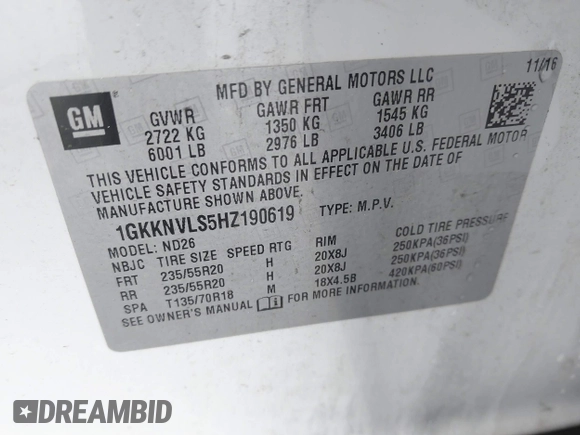 MFD BY GENERAL MOTORS LLC 11/16
GM
GVWR GAWR FRT GAWR RR
2722 KG 1350 KG 1545 KG
6001 LB 2976 LB 3406 LB
THIS VEHICLE CONFORMS TO ALL APPLICABLE U.S. FEDERAL MOTOR
VEHICLE SAFETY STANDARDS IN EFFECT ON THE DATE OF
MANUFACTURE SHOWN ABOVE.
1GKKNVLS5HZ190619 TYPE: M.P.V.
MODEL: ND26
NBJC TIRE SIZE SPEED RTG RIM COLD TIRE PRESSURE
FRT 235/55R20 H 20X8J 250KPA(36PSI)
RR 235/55R20 H 20X8J 250KPA(36PSI)
SPA T135/70R18 M 18X4.5B 420KPA(60PSI)
SEE OWNER'S MANUAL FOR MORE INFORMATION.
DREAMBID